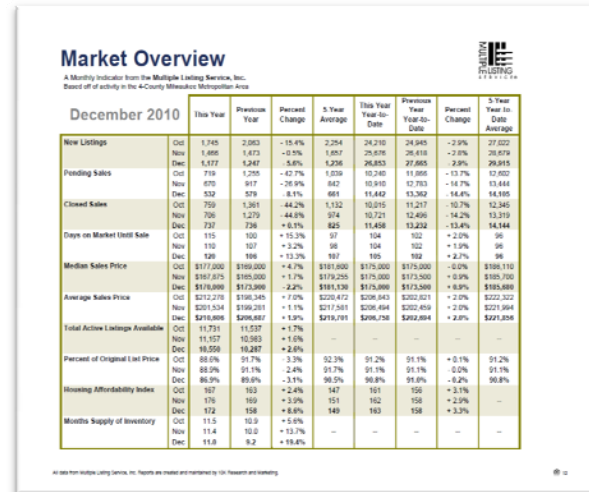 Market Overview
A Monthly Indicator from the Multiple Listing Service, Inc.
Based off of activity in the 4-County Milwaukee Metropolitan Area
MULTIPLE LISTING SERVICE
December 2010 This Year Previous Year Percent Change 5-Year Average This Year Year-to-Date Previous Year Year-to-Date Percent Change 5-Year Year-to-Date Average
New Listings Oct 1,745 2,063 - 15.4% 2,254 24,210 24,945 - 2.9% 27,022
Nov 1,466 1,473 - 0.5% 1,657 25,676 26,418 - 2.8% 28,679
Dec 1,177 1,247 - 5.6% 1,236 26,853 27,665 - 2.9% 29,915
Pending Sales Oct 719 1,255 - 42.7% 1,039 10,240 11,866 - 13.7% 12,602
Nov 670 917 - 26.9% 842 10,910 12,783 - 14.7% 13,444
Dec 532 579 - 8.1% 661 11,442 13,362 - 14.4% 14,105
Closed Sales Oct 759 1,361 - 44.2% 1,132 10,015 11,217 - 10.7% 12,345
Nov 706 1,279 - 44.8% 974 10,721 12,496 - 14.2% 13,319
Dec 737 736 + 0.1% 825 11,458 13,232 - 13.4% 14,144
Days on Market Until Sale Oct 115 100 + 15.3% 97 104 102 + 2.0% 96
Nov 110 107 + 3.2% 98 104 102 + 1.9% 96
Dec 120 106 + 13.3% 107 105 102 + 2.7% 96
Median Sales Price Oct $177,000 $169,000 + 4.7% $181,600 $175,000 $175,000 - 0.0% $186,110
Nov $167,875 $165,000 + 1.7% $179,255 $175,000 $173,500 + 0.9% $185,700
Dec $170,000 $173,900 - 2.2% $181,130 $175,000 $173,500 + 0.9% $185,600
Average Sales Price Oct $212,278 $198,345 + 7.0% $220,472 $206,843 $202,821 + 2.0% $222,322
Nov $201,534 $199,281 + 1.1% $217,581 $206,494 $202,459 + 2.0% $221,994
Dec $210,606 $206,687 + 1.9% $219,701 $206,758 $202,694 + 2.0% $221,856
Total Active Listings Available Oct 11,731 11,537 + 1.7%
Nov 11,157 10,983 + 1.6% -- -- -- -- --
Dec 10,550 10,287 + 2.6%
Percent of Original List Price Oct 88.6% 91.7% - 3.3% 92.3% 91.2% 91.1% + 0.1% 91.2%
Nov 88.9% 91.1% - 2.4% 91.7% 91.1% 91.1% - 0.0% 91.1%
Dec 86.9% 89.6% - 3.1% 90.5% 90.8% 91.0% - 0.2% 90.8%
Housing Affordability Index Oct 167 163 + 2.4% 147 161 156 + 3.1%
Nov 176 169 + 3.9% 151 162 158 + 2.9% --
Dec 172 158 + 8.6% 149 163 158 + 3.3%
Months Supply of Inventory Oct 11.5 10.9 + 5.6%
Nov 11.4 10.0 + 13.7% -- -- -- -- --
Dec 11.0 9.2 + 19.4%
All data from Multiple Listing Service, Inc. Reports are created and maintained by 10K Research and Marketing.
12